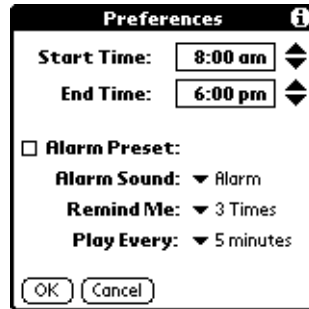 Preferences
Start Time: 8:00 am
End Time: 6:00 pm
Alarm Preset:
Alarm Sound: Alarm
Remind Me: 3 Times
Play Every: 5 minutes
OK Cancel